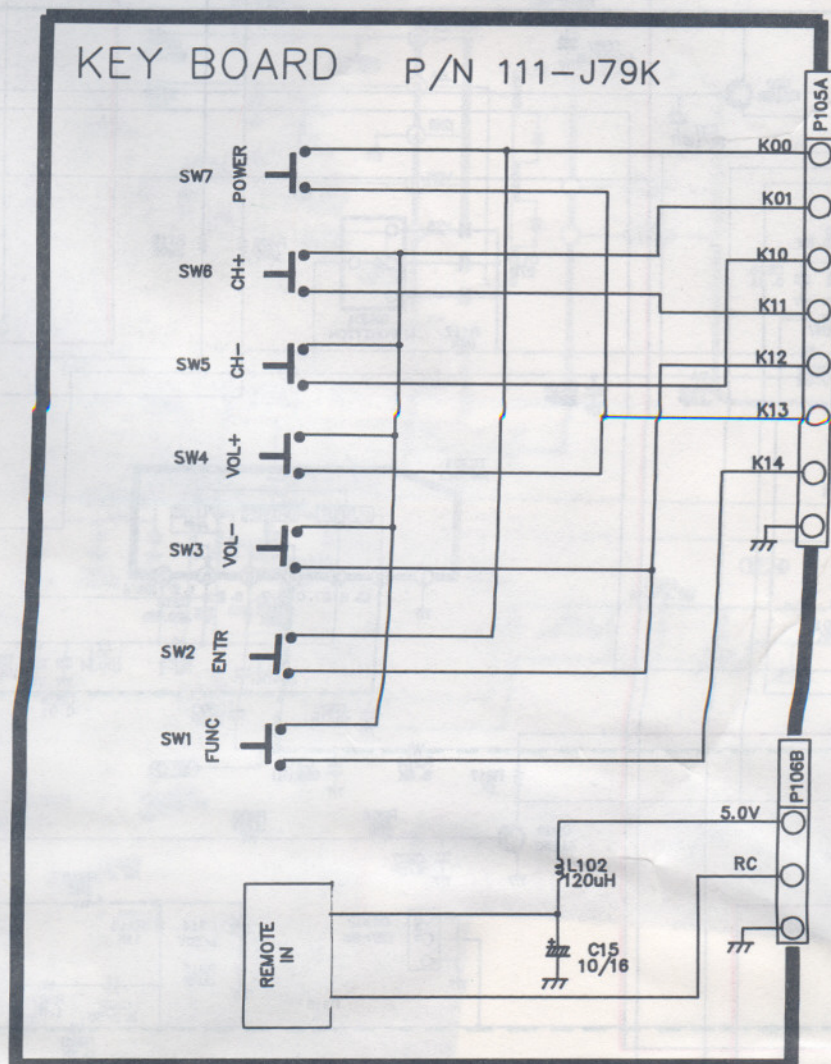 KEY BOARD P/N 111-J79K
P105A
K00
K01
K10
K11
K12
K13
K14
SW7 POWER
SW6 CH+
SW5 CH-
SW4 VOL+
SW3 VOL-
SW2 ENTR
SW1 FUNC
P106B
5.0V
RC
L102
120uH
+
C15
10/16
REMOTE
IN